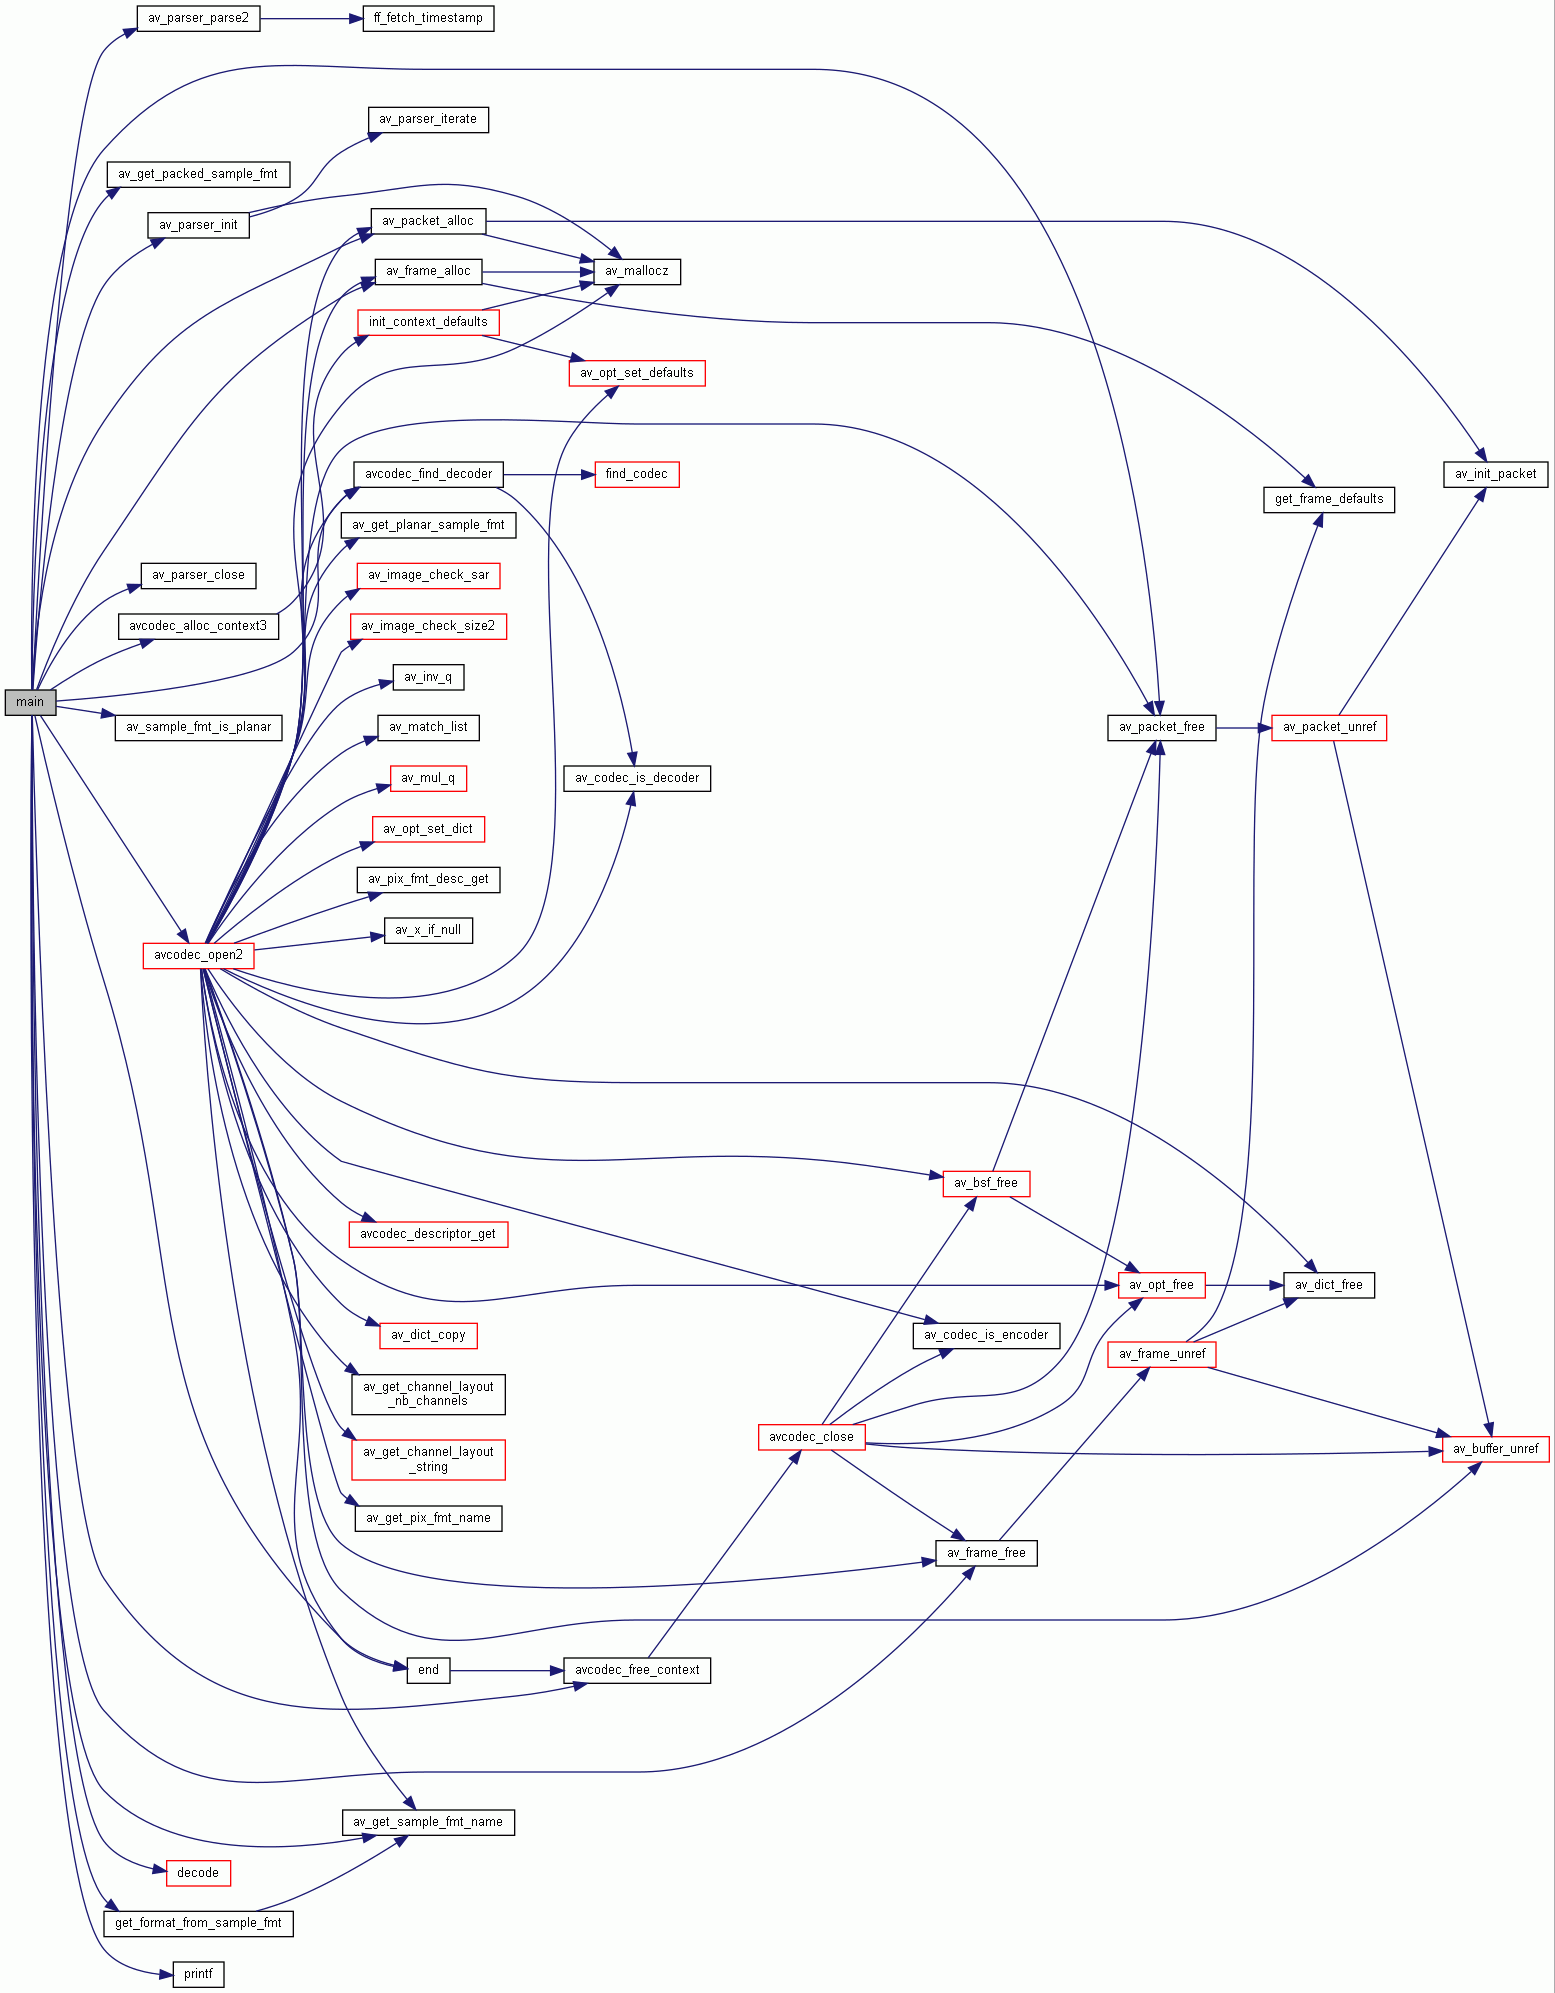 av_parser_parse2
ff_fetch_timestamp
av_parser_iterate
av_get_packed_sample_fmt
av_parser_init
av_packet_alloc
av_frame_alloc
av_mallocz
init_context_defaults
av_opt_set_defaults
avcodec_find_decoder
find_codec
av_init_packet
get_frame_defaults
av_get_planar_sample_fmt
av_parser_close
av_image_check_sar
avcodec_alloc_context3
av_image_check_size2
av_inv_q
main
av_sample_fmt_is_planar
av_match_list
av_packet_free
av_packet_unref
av_mul_q
av_codec_is_decoder
av_opt_set_dict
av_pix_fmt_desc_get
av_x_if_null
avcodec_open2
av_bsf_free
avcodec_descriptor_get
av_opt_free
av_dict_free
av_dict_copy
av_codec_is_encoder
av_frame_unref
av_get_channel_layout
_nb_channels
avcodec_close
av_buffer_unref
av_get_channel_layout
_string
av_get_pix_fmt_name
av_frame_free
end
avcodec_free_context
av_get_sample_fmt_name
decode
get_format_from_sample_fmt
printf